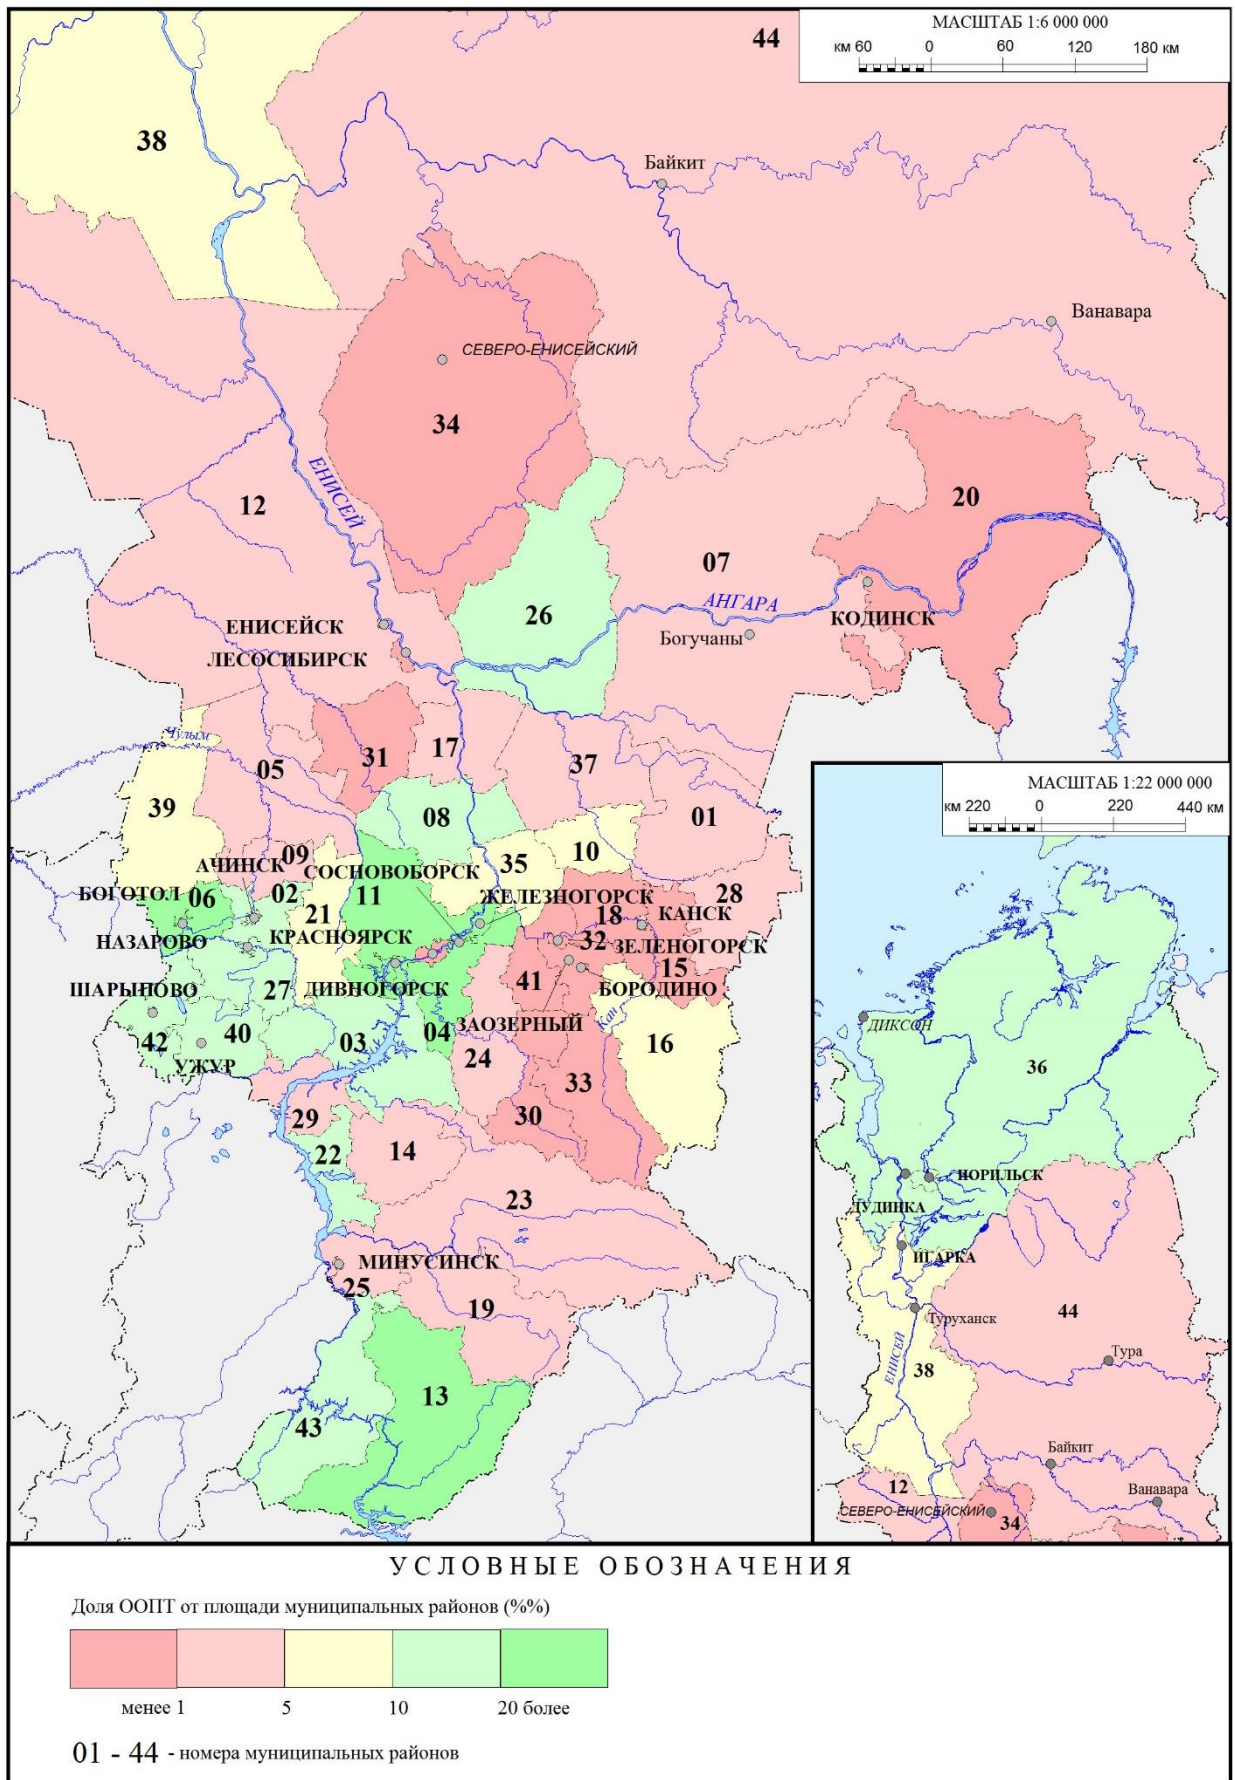 МАСШТАБ 1:6 000 000
км 60 0 60 120 180 км
44
38
Байкит
Ванавара
СЕВЕРО-ЕНИСЕЙСКИЙ
34
ЕНИСЕЙ
12
20
07
26
АНГАРА
КОДИНСК
Богучаны
ЕНИСЕЙСК
ЛЕСОСИБИРСК
Чулым
31
17
05
37
39
08
01
09
10
АЧИНСК
СОСНОВОБОРСК
35
БОГОТОЛ
06
02
21
11
ЖЕЛЕЗНОГОРСК
28
18
КАНСК
НАЗАРОВО
КРАСНОЯРСК
32
ЗЕЛЕНОГОРСК
15
ШАРЫПОВО
27
ДИВНОГОРСК
41
БОРОДИНО
42
40
03
04
ЗАОЗЕРНЫЙ
Кан
16
УЖУР
24
33
29
30
22
14
23
МИНУСИНСК
25
19
13
43
МАСШТАБ 1:22 000 000
км 220 0 220 440 км
ДИКСОН
36
НОРИЛЬСК
ДУДИНКА
ИГАРКА
Туруханск
44
ЕНИСЕЙ
38
Тура
Байкит
12
Ванавара
СЕВЕРО-ЕНИСЕЙСКИЙ
34
УСЛОВНЫЕ ОБОЗНАЧЕНИЯ
Доля ООПТ от площади муниципальных районов (%%)
менее 1 5 10 20 более
01 - 44 - номера муниципальных районов